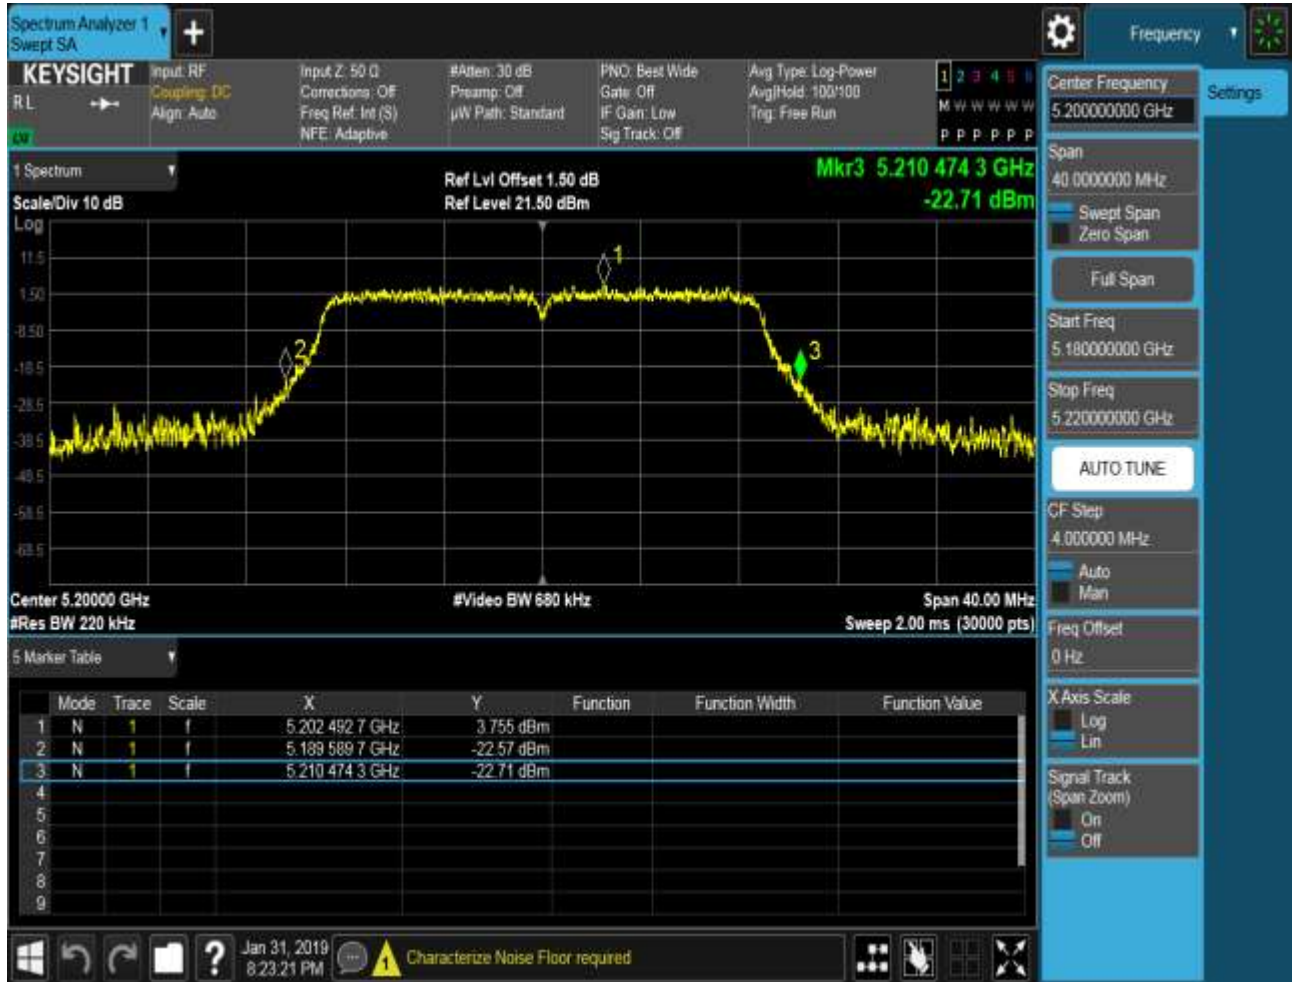 Spectrum Analyzer 1
Swept SA
+
Frequency
KEYSIGHT
RL
Input: RF
Coupling: DC
Align: Auto
Input Z: 50 Ω
Corrections: Off
Freq Ref: Int (S)
NFE: Adaptive
#Atten: 30 dB
Preamp: Off
µW Path: Standard
PNO: Best Wide
Gate: Off
IF Gain: Low
Sig Track: Off
Avg Type: Log-Power
Avg|Hold: 100/100
Trig: Free Run
1 2 3 4 5 6
M W W W W W
P P P P P P
1 Spectrum
Scale/Div 10 dB
Log
Ref Lvl Offset 1.50 dB
Ref Level 21.50 dBm
Mkr3 5.210 474 3 GHz
-22.71 dBm
11.5
1.50
-8.50
-18.5
-28.5
-38.5
-48.5
-58.5
-68.5
1
2
3
Center 5.20000 GHz
#Res BW 220 kHz
#Video BW 680 kHz
Span 40.00 MHz
Sweep 2.00 ms (30000 pts)
5 Marker Table
Mode Trace Scale X Y Function Function Width Function Value
1 N 1 f 5.202 492 7 GHz 3.755 dBm
2 N 1 f 5.189 589 7 GHz -22.57 dBm
3 N 1 f 5.210 474 3 GHz -22.71 dBm
4
5
6
7
8
9
Settings
Center Frequency
5.200000000 GHz
Span
40.0000000 MHz
Swept Span
Zero Span
Full Span
Start Freq
5.180000000 GHz
Stop Freq
5.220000000 GHz
AUTO TUNE
CF Step
4.000000 MHz
Auto
Man
Freq Offset
0 Hz
X Axis Scale
Log
Lin
Signal Track
(Span Zoom)
On
Off
?
Jan 31, 2019
8:23:21 PM
1
Characterize Noise Floor required